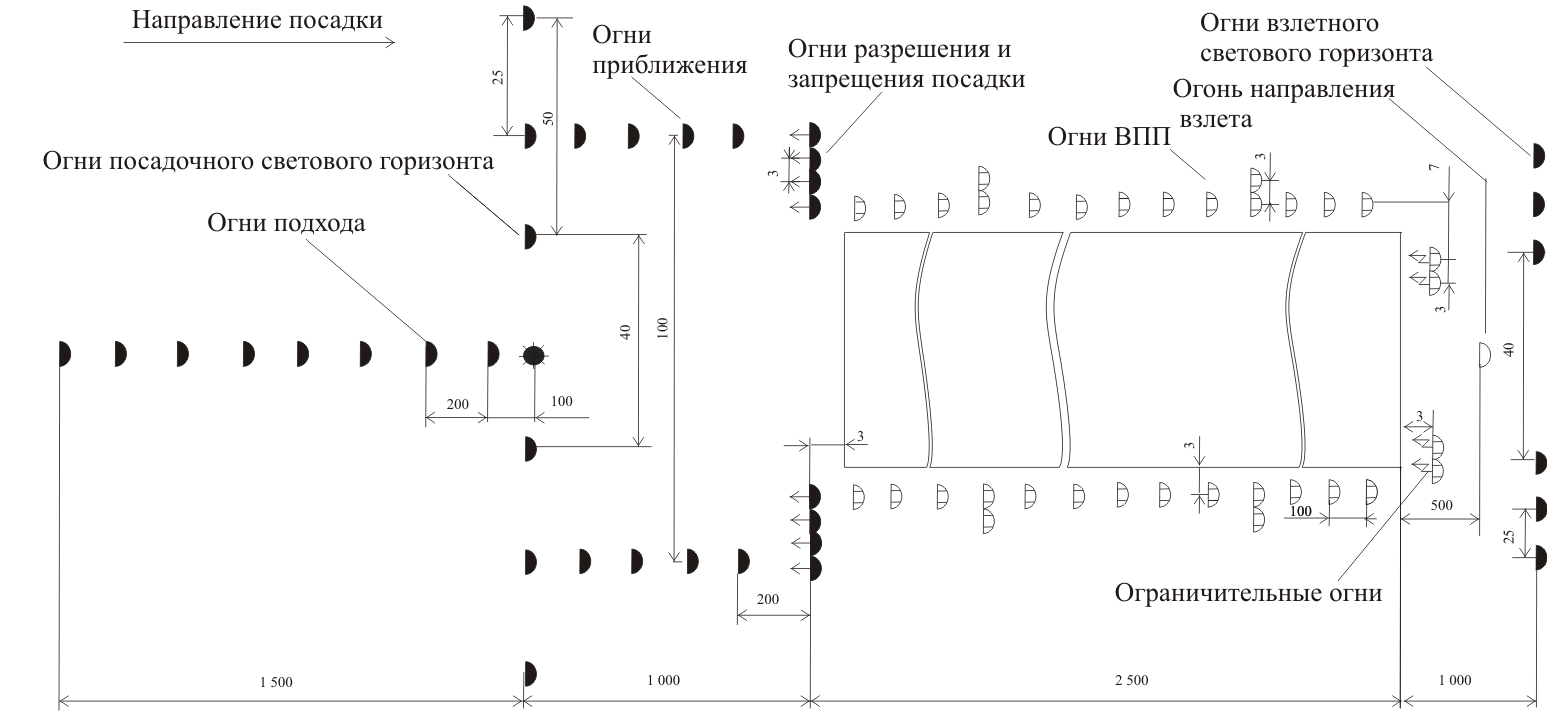 Направление посадки
Огни
приближения
Огни разрешения и
запрещения посадки
Огни взлетного
светового горизонта
Огонь направления
взлета
Огни ВПП
Огни посадочного светового горизонта
Огни подхода
25
50
3
3
7
40
100
3
40
200
100
3
3
3
100
500
25
Ограничительные огни
200
1 500
1 000
2 500
1 000